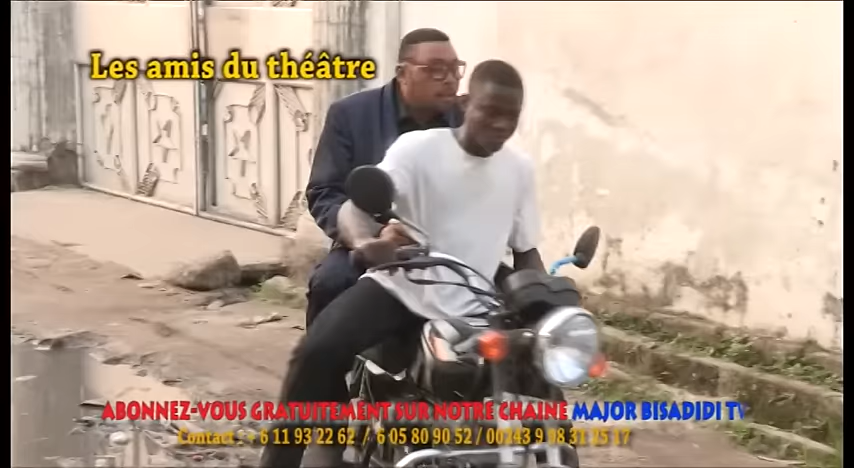 Les amis du théâtre
ABONNEZ-VOUS GRATUITEMENT SUR NOTRE CHAINE MAJOR BISADIDI TV
Contact : + 6 11 93 22 62 / 6 05 80 90 52 / 00243 9 98 31 25 17